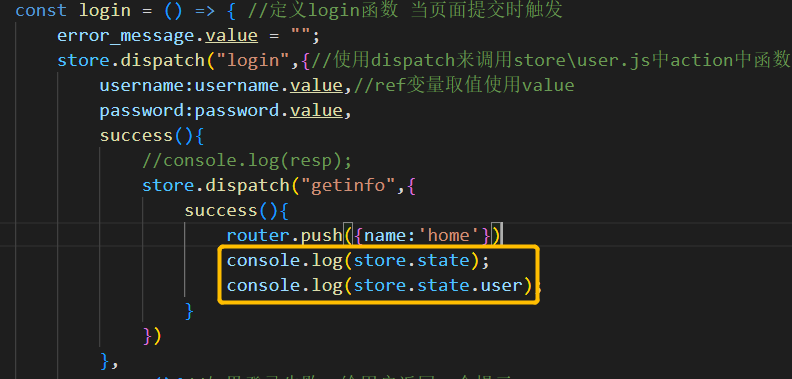 const login = () => { //定义login函数 当页面提交时触发
error_message.value = "";
store.dispatch("login",{//使用dispatch来调用store\user.js中action中函数
username:username.value,//ref变量取值使用value
password:password.value,
success(){
//console.log(resp);
store.dispatch("getinfo",{
success(){
router.push({name:'home'})
console.log(store.state);
console.log(store.state.user);
}
})
},